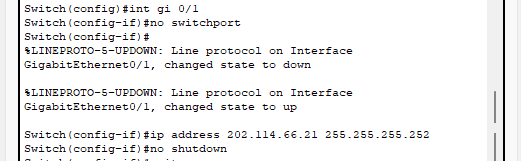 Switch(config)#int gi 0/1
Switch(config-if)#no switchport
Switch(config-if)#
%LINEPROTO-5-UPDOWN: Line protocol on Interface
GigabitEthernet0/1, changed state to down
%LINEPROTO-5-UPDOWN: Line protocol on Interface
GigabitEthernet0/1, changed state to up
Switch(config-if)#ip address 202.114.66.21 255.255.255.252
Switch(config-if)#no shutdown